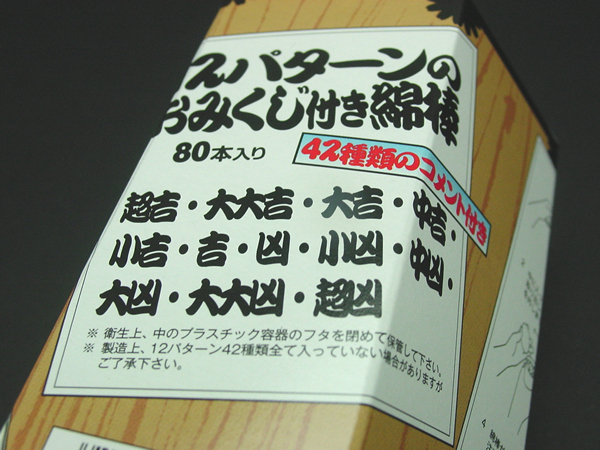 2パターンの
おみくじ付き綿棒
80本入り
42種類のコメント付き
超吉・大大吉・大吉・中吉・
小吉・吉・凶・小凶・中凶・
大凶・大大凶・超凶
※ 衛生上、中のプラスチック容器のフタを閉めて保管して下さい。
※ 製造上、12パターン42種類全て入っていない場合がありますが
ご了承下さい。